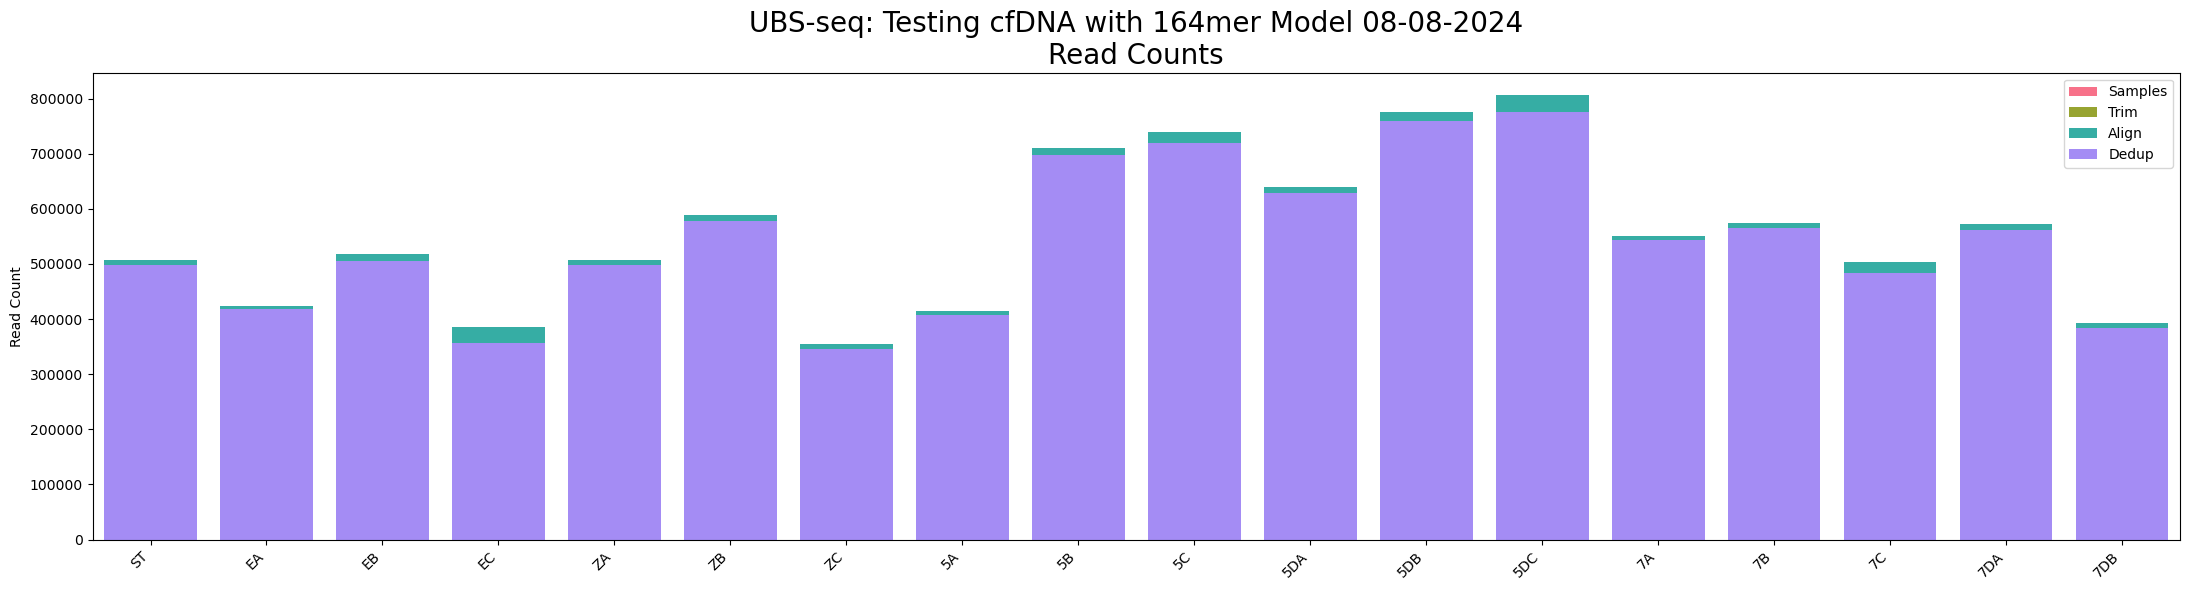 UBS-seq: Testing cfDNA with 164mer Model 08-08-2024
Read Counts
Samples
Trim
Align
Dedup
Read Count
800000
700000
600000
500000
400000
300000
200000
100000
0
ST
EA
EB
EC
ZA
ZB
ZC
5A
5B
5C
5DA
5DB
5DC
7A
7B
7C
7DA
7DB